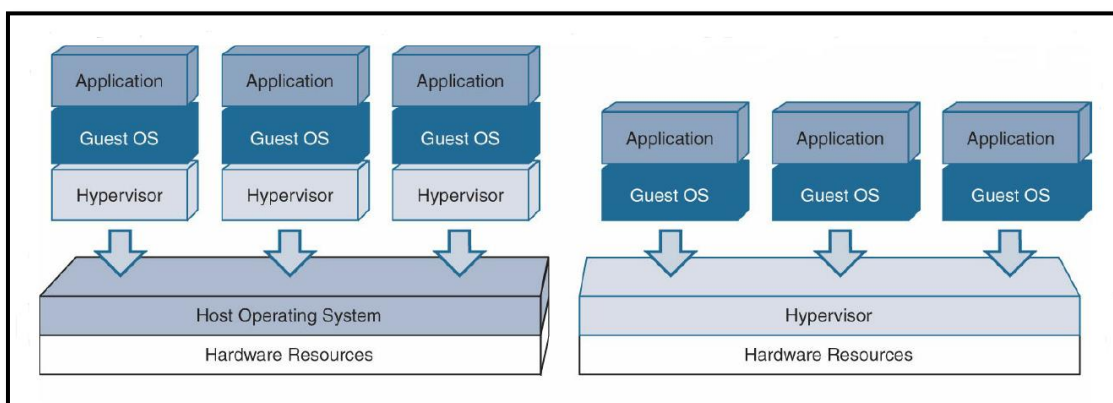 Application Application Application
Guest OS Guest OS Guest OS
Hypervisor Hypervisor Hypervisor
Host Operating System
Hardware Resources
Application Application Application
Guest OS Guest OS Guest OS
Hypervisor
Hardware Resources